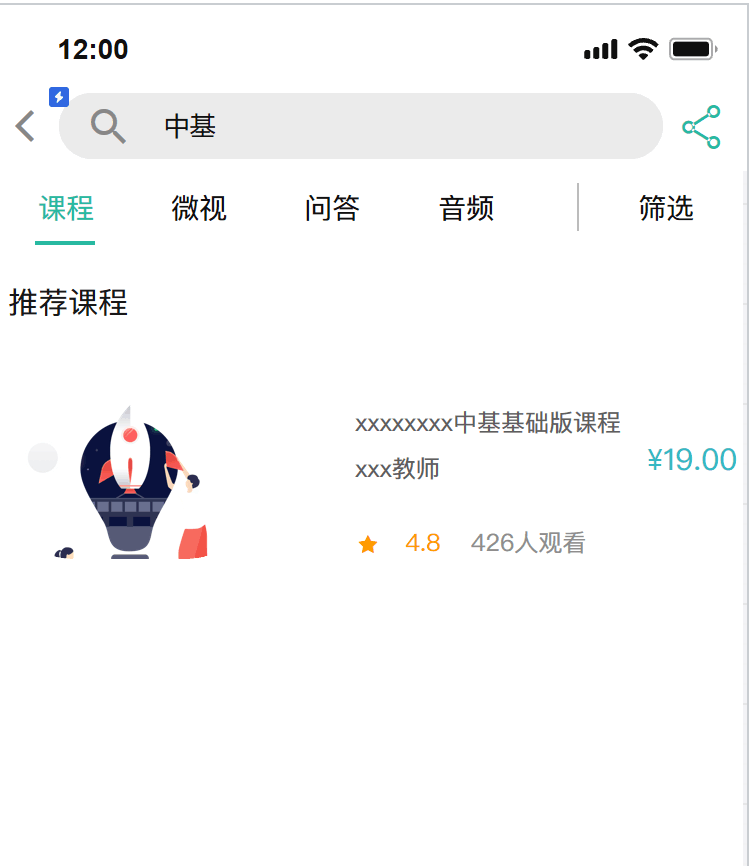 12:00
中基
课程 微视 问答 音频 筛选
推荐课程
xxxxxxxx中基基础版课程
xxx教师
¥19.00
4.8 426人观看